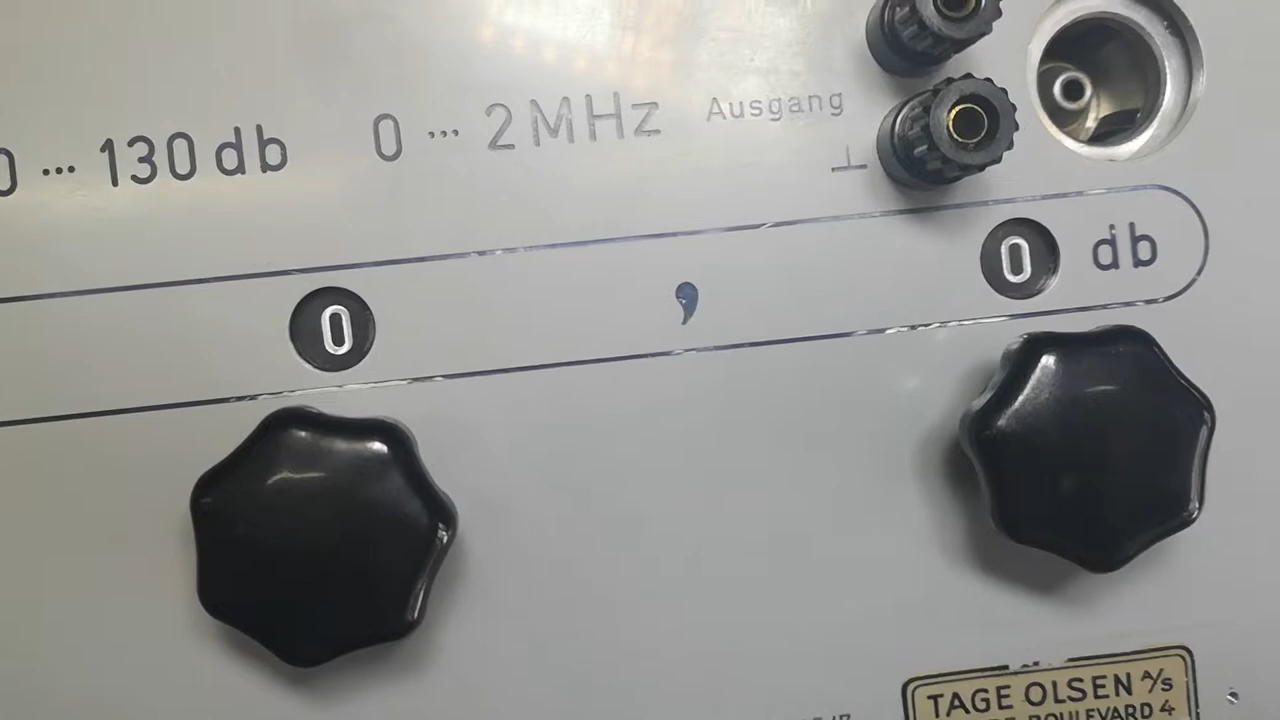 0 ··· 130 db 0 ··· 2 MHz Ausgang
0 , 0 db
TAGE OLSEN A/S
BOULEVARD 4